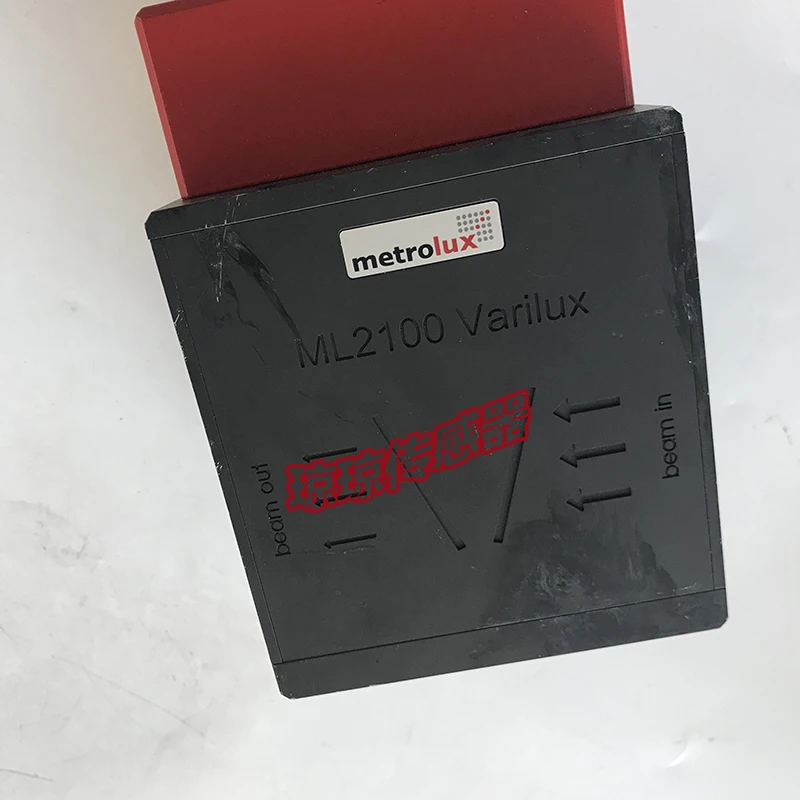 metrolux
ML2100 Varilux
beam in
beam out
琼琼传感器